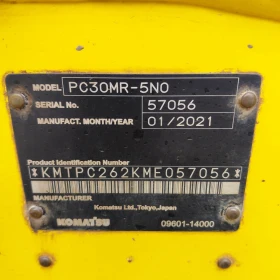 MODEL PC30MR-5N0
SERIAL No. 57056
MANUFACT. MONTH/YEAR 01/2021
Product Identification Number
*KMTPC262KME057056*
MANUFACTURER
Komatsu Ltd.,Tokyo,Japan
KOMATSU 09601-14000